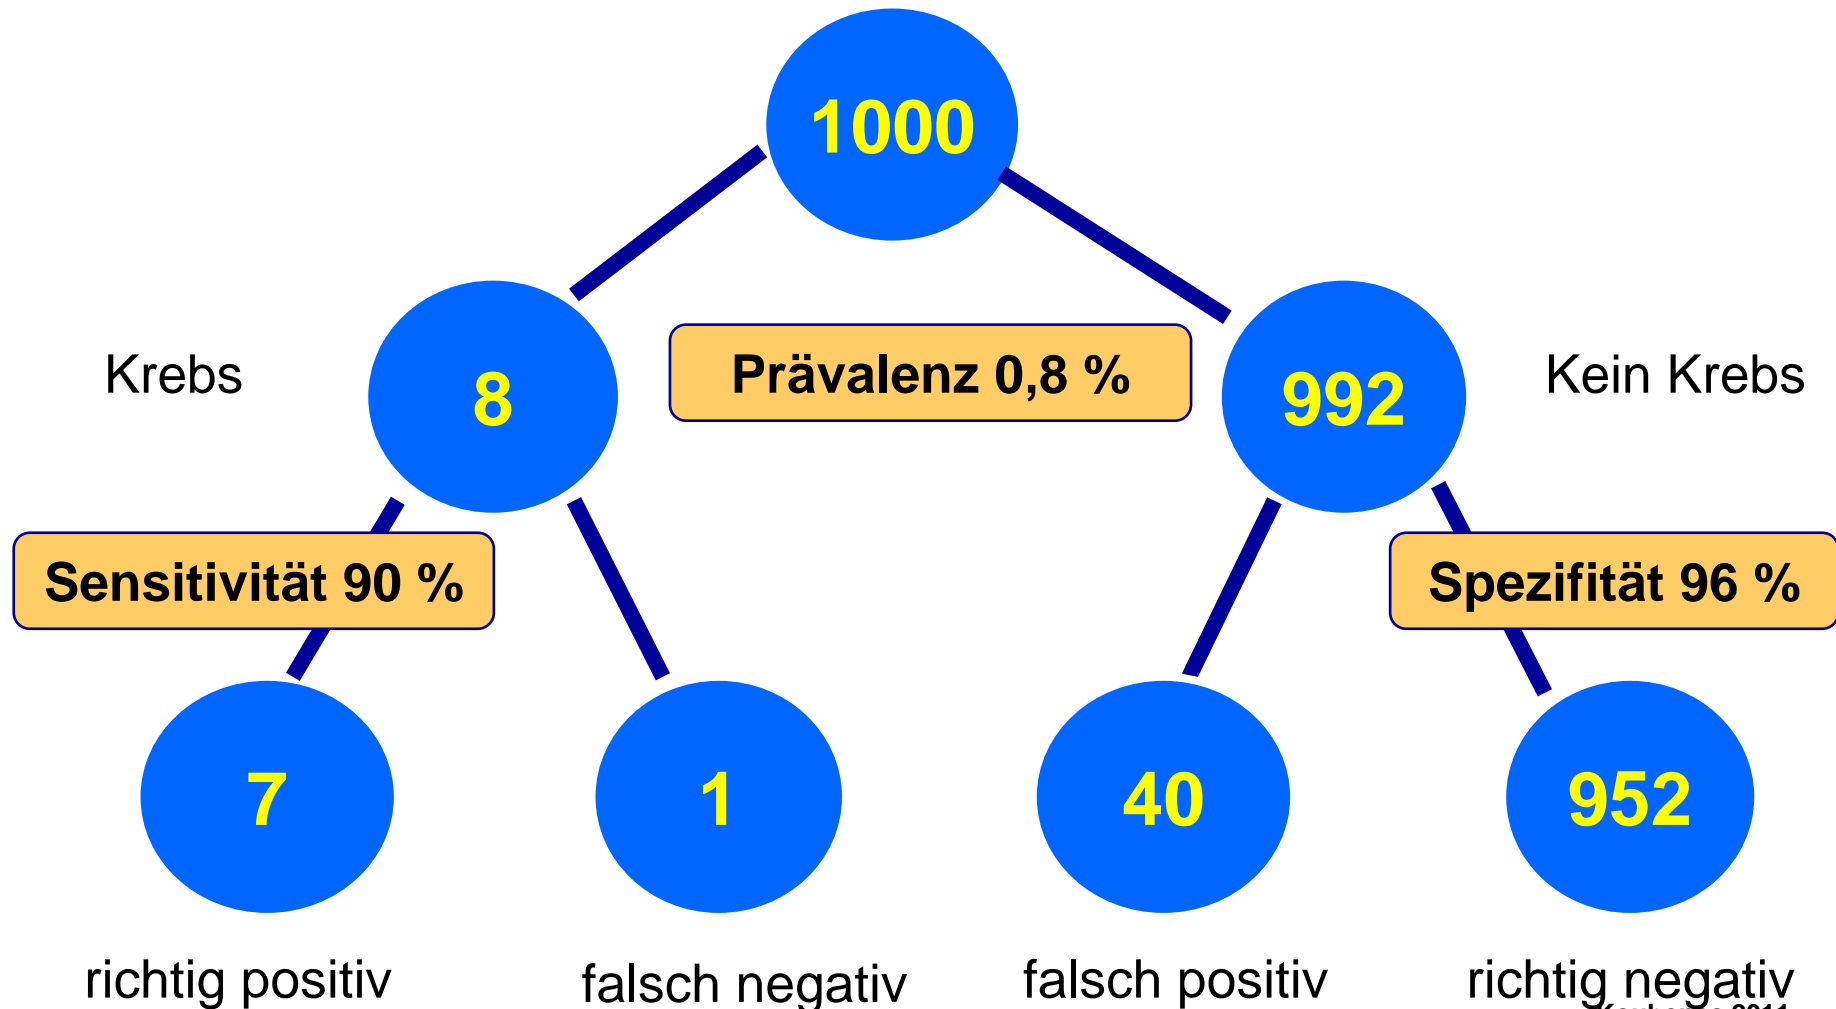 1000
Krebs
8
Prävalenz 0,8 %
992
Kein Krebs
Sensitivität 90 %
Spezifität 96 %
7
1
40
952
richtig positiv
falsch negativ
falsch positiv
richtig negativ
2011